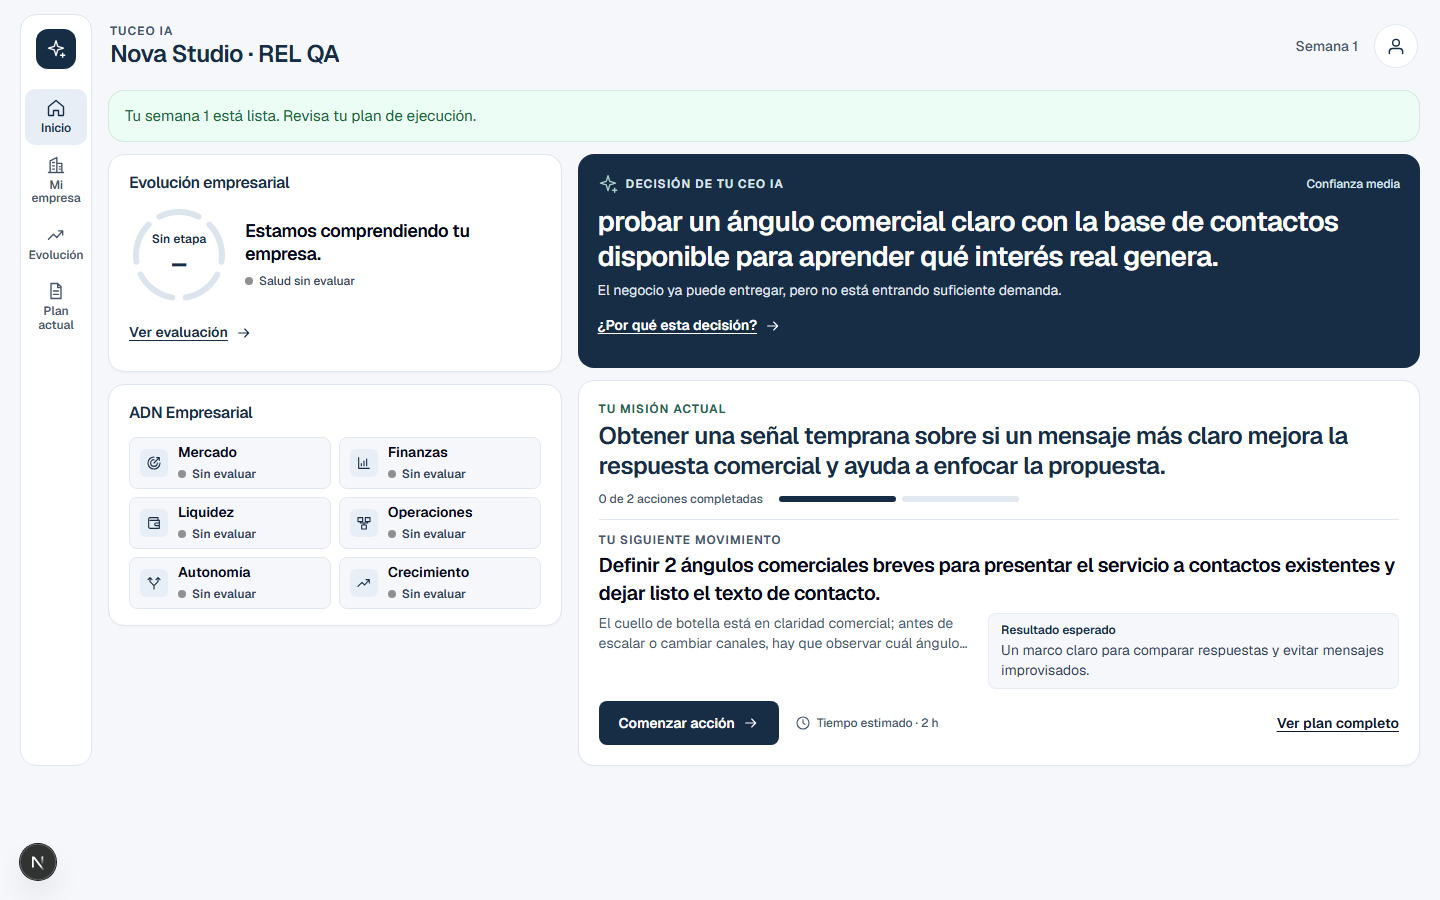 TUCEO IA
Nova Studio · REL QA
Semana 1
Inicio
Mi
empresa
Evolución
Plan
actual
Tu semana 1 está lista. Revisa tu plan de ejecución.
Evolución empresarial
Sin etapa
–
Estamos comprendiendo tu
empresa.
Salud sin evaluar
Ver evaluación →
ADN Empresarial
Mercado
Sin evaluar
Finanzas
Sin evaluar
Liquidez
Sin evaluar
Operaciones
Sin evaluar
Autonomía
Sin evaluar
Crecimiento
Sin evaluar
DECISIÓN DE TU CEO IA
Confianza media
probar un ángulo comercial claro con la base de contactos
disponible para aprender qué interés real genera.
El negocio ya puede entregar, pero no está entrando suficiente demanda.
¿Por qué esta decisión? →
TU MISIÓN ACTUAL
Obtener una señal temprana sobre si un mensaje más claro mejora la
respuesta comercial y ayuda a enfocar la propuesta.
0 de 2 acciones completadas
TU SIGUIENTE MOVIMIENTO
Definir 2 ángulos comerciales breves para presentar el servicio a contactos existentes y
dejar listo el texto de contacto.
El cuello de botella está en claridad comercial; antes de
escalar o cambiar canales, hay que observar cuál ángulo…
Resultado esperado
Un marco claro para comparar respuestas y evitar mensajes
improvisados.
Comenzar acción →
Tiempo estimado · 2 h
Ver plan completo
N